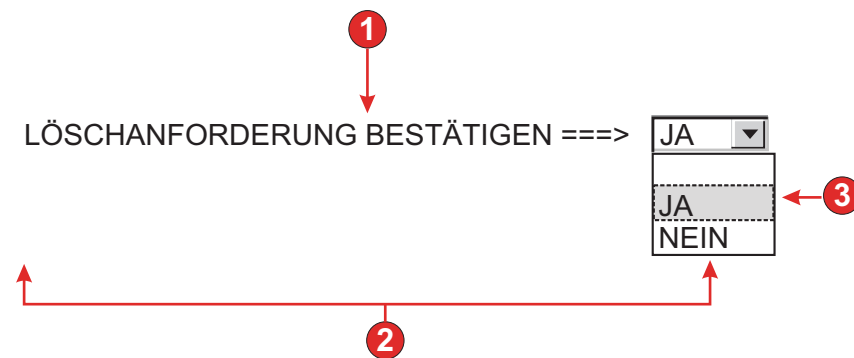 1
LÖSCHANFORDERUNG BESTÄTIGEN ===> JA
JA
3
NEIN
2